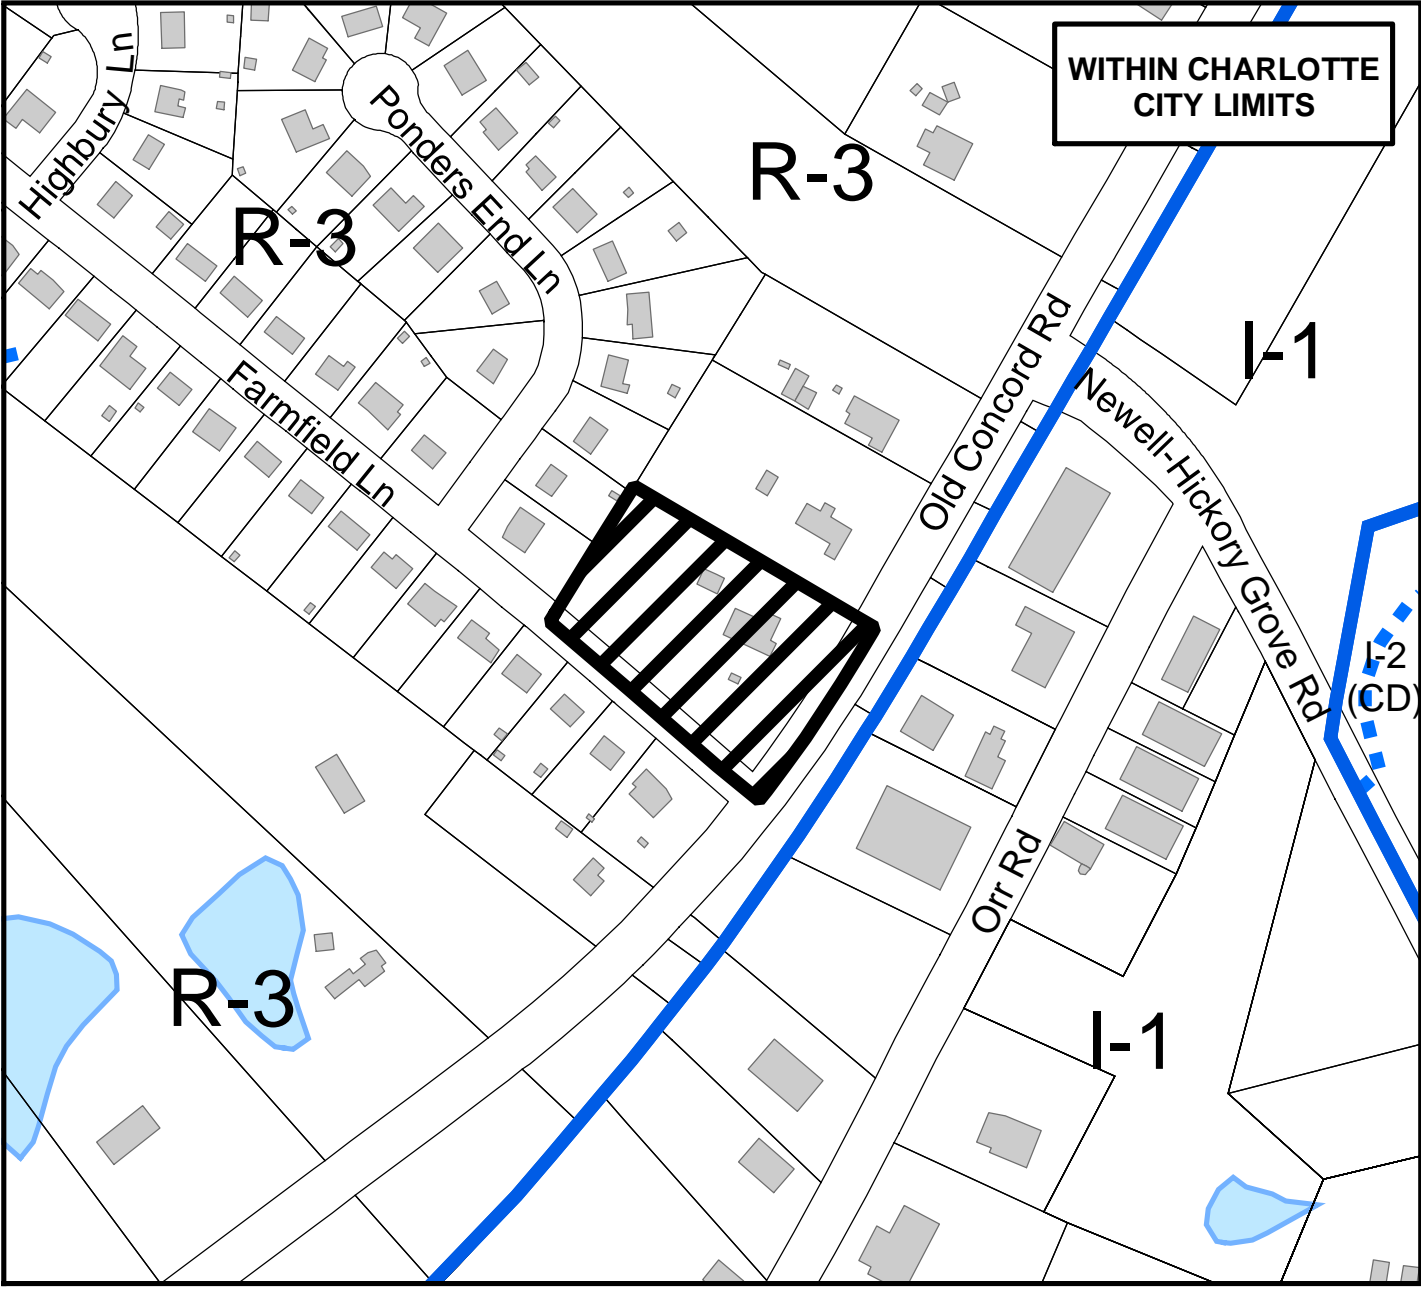 WITHIN CHARLOTTE
CITY LIMITS
Highbury Ln
Ponders End Ln
R-3
R-3
I-1
Old Concord Rd
Newell-Hickory Grove Rd
Farmfield Ln
I-2
(CD)
Orr Rd
R-3
I-1